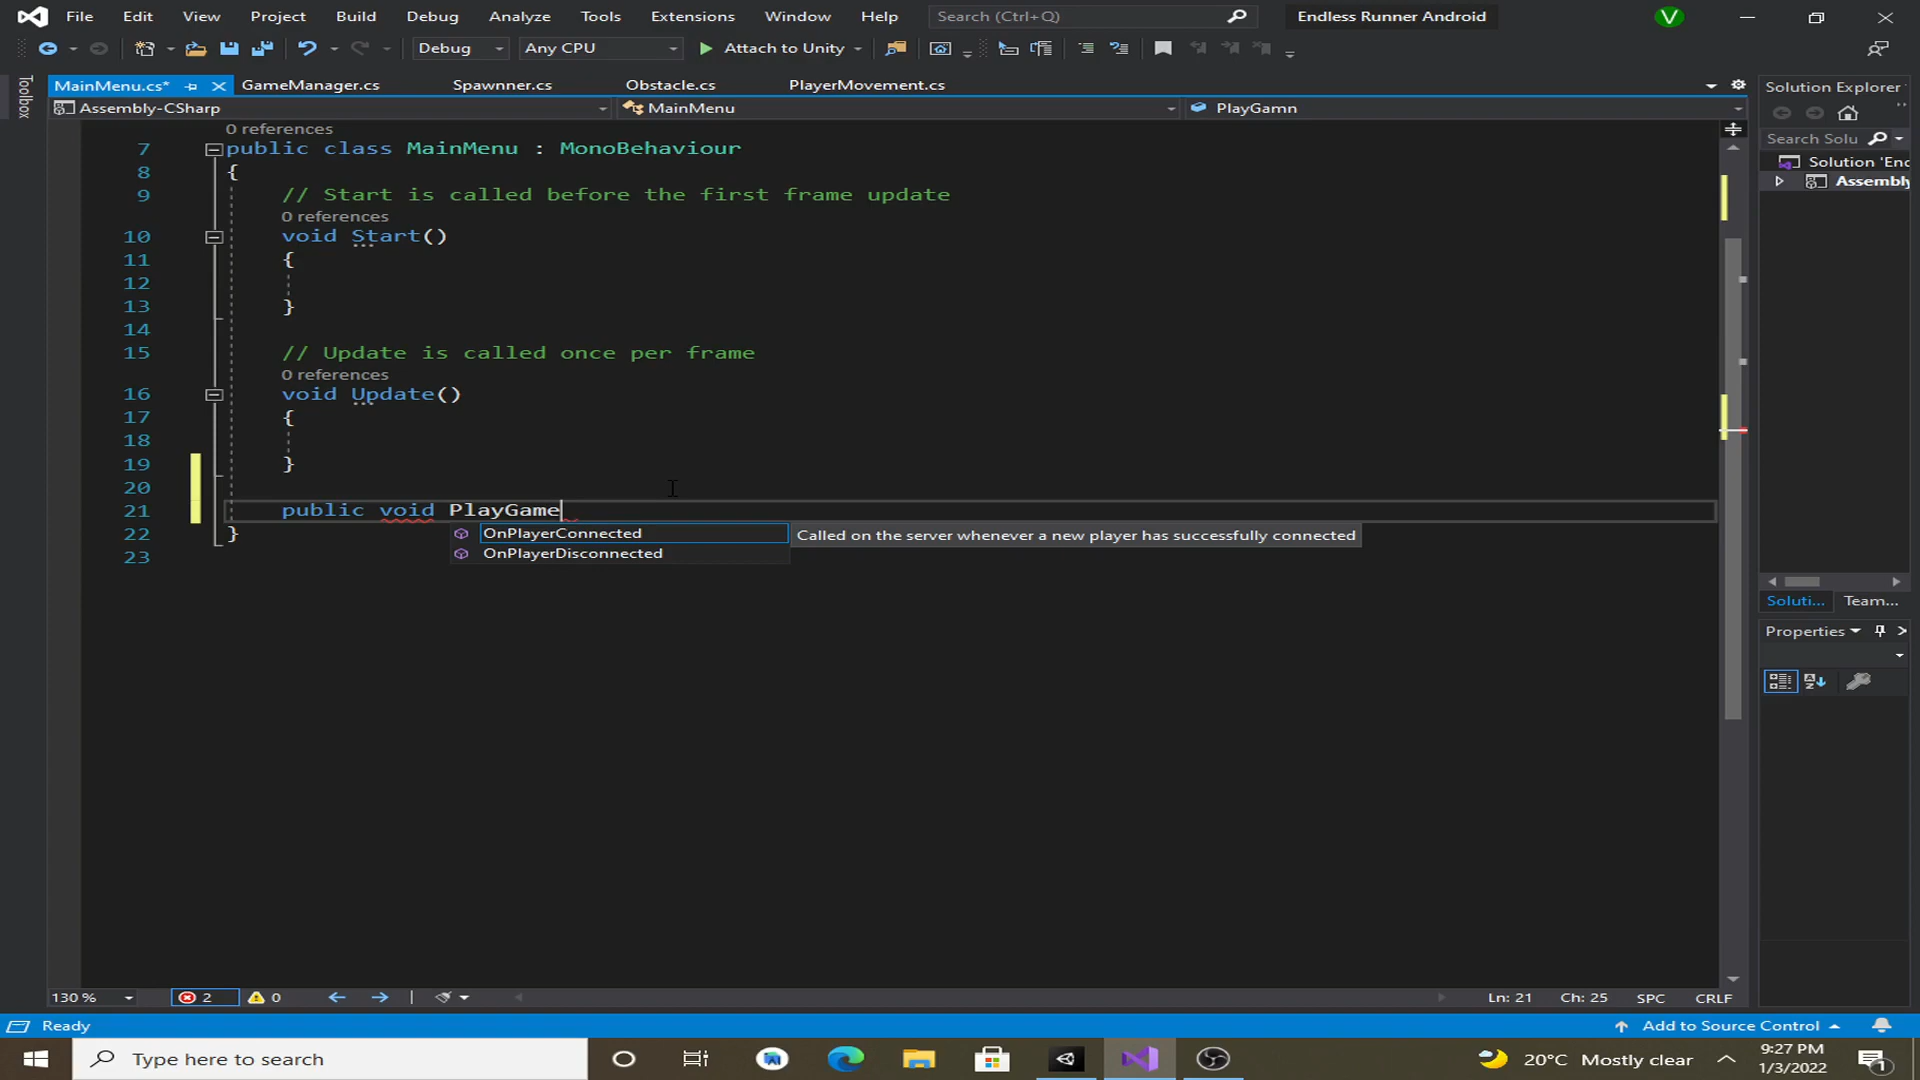 File Edit View Project Build Debug Analyze Tools Extensions Window Help Search (Ctrl+Q) Endless Runner Android V
Debug Any CPU Attach to Unity
Toolbox
MainMenu.cs* GameManager.cs Spawnner.cs Obstacle.cs PlayerMovement.cs
Assembly-CSharp MainMenu PlayGamn
0 references
7 public class MainMenu : MonoBehaviour
8 {
9 // Start is called before the first frame update
0 references
10 void Start()
11 {
12
13 }
14
15 // Update is called once per frame
0 references
16 void Update()
17 {
18
19 }
20
21 public void PlayGame
OnPlayerConnected Called on the server whenever a new player has successfully connected
OnPlayerDisconnected
22 }
23
Solution Explorer
Search Solu
Solution 'End
Assembly
Soluti... Team...
Properties
130 % 2 0 Ln: 21 Ch: 25 SPC CRLF
Ready Add to Source Control
Type here to search 20°C Mostly clear 9:27 PM
1/3/2022 1